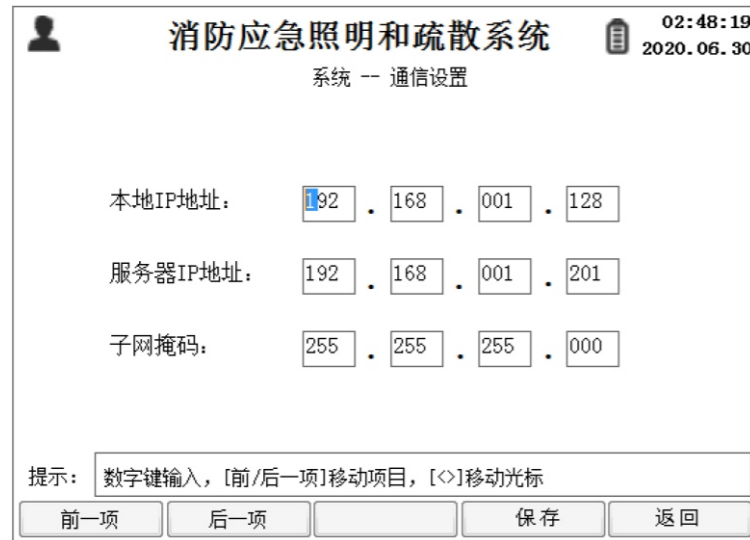 消防应急照明和疏散系统
02:48:19
2020.06.30
系统 -- 通信设置
本地IP地址: 192 . 168 . 001 . 128
服务器IP地址: 192 . 168 . 001 . 201
子网掩码: 255 . 255 . 255 . 000
提示: 数字键输入, [前/后一项]移动项目, [<>]移动光标
前一项 后一项 保存 返回